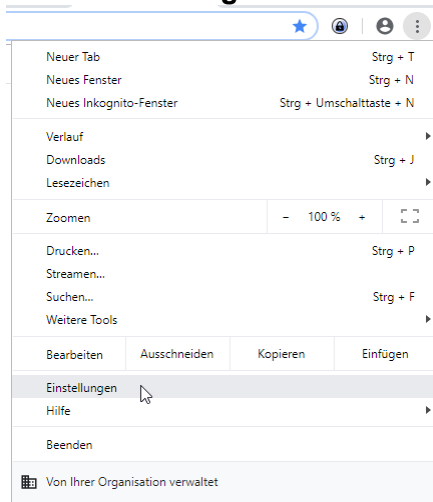 Neuer Tab Strg + T
Neues Fenster Strg + N
Neues Inkognito-Fenster Strg + Umschalttaste + N
Verlauf
Downloads Strg + J
Lesezeichen
Zoomen - 100 % +
Drucken... Strg + P
Streamen...
Suchen... Strg + F
Weitere Tools
Bearbeiten Ausschneiden Kopieren Einfügen
Einstellungen
Hilfe
Beenden
Von Ihrer Organisation verwaltet